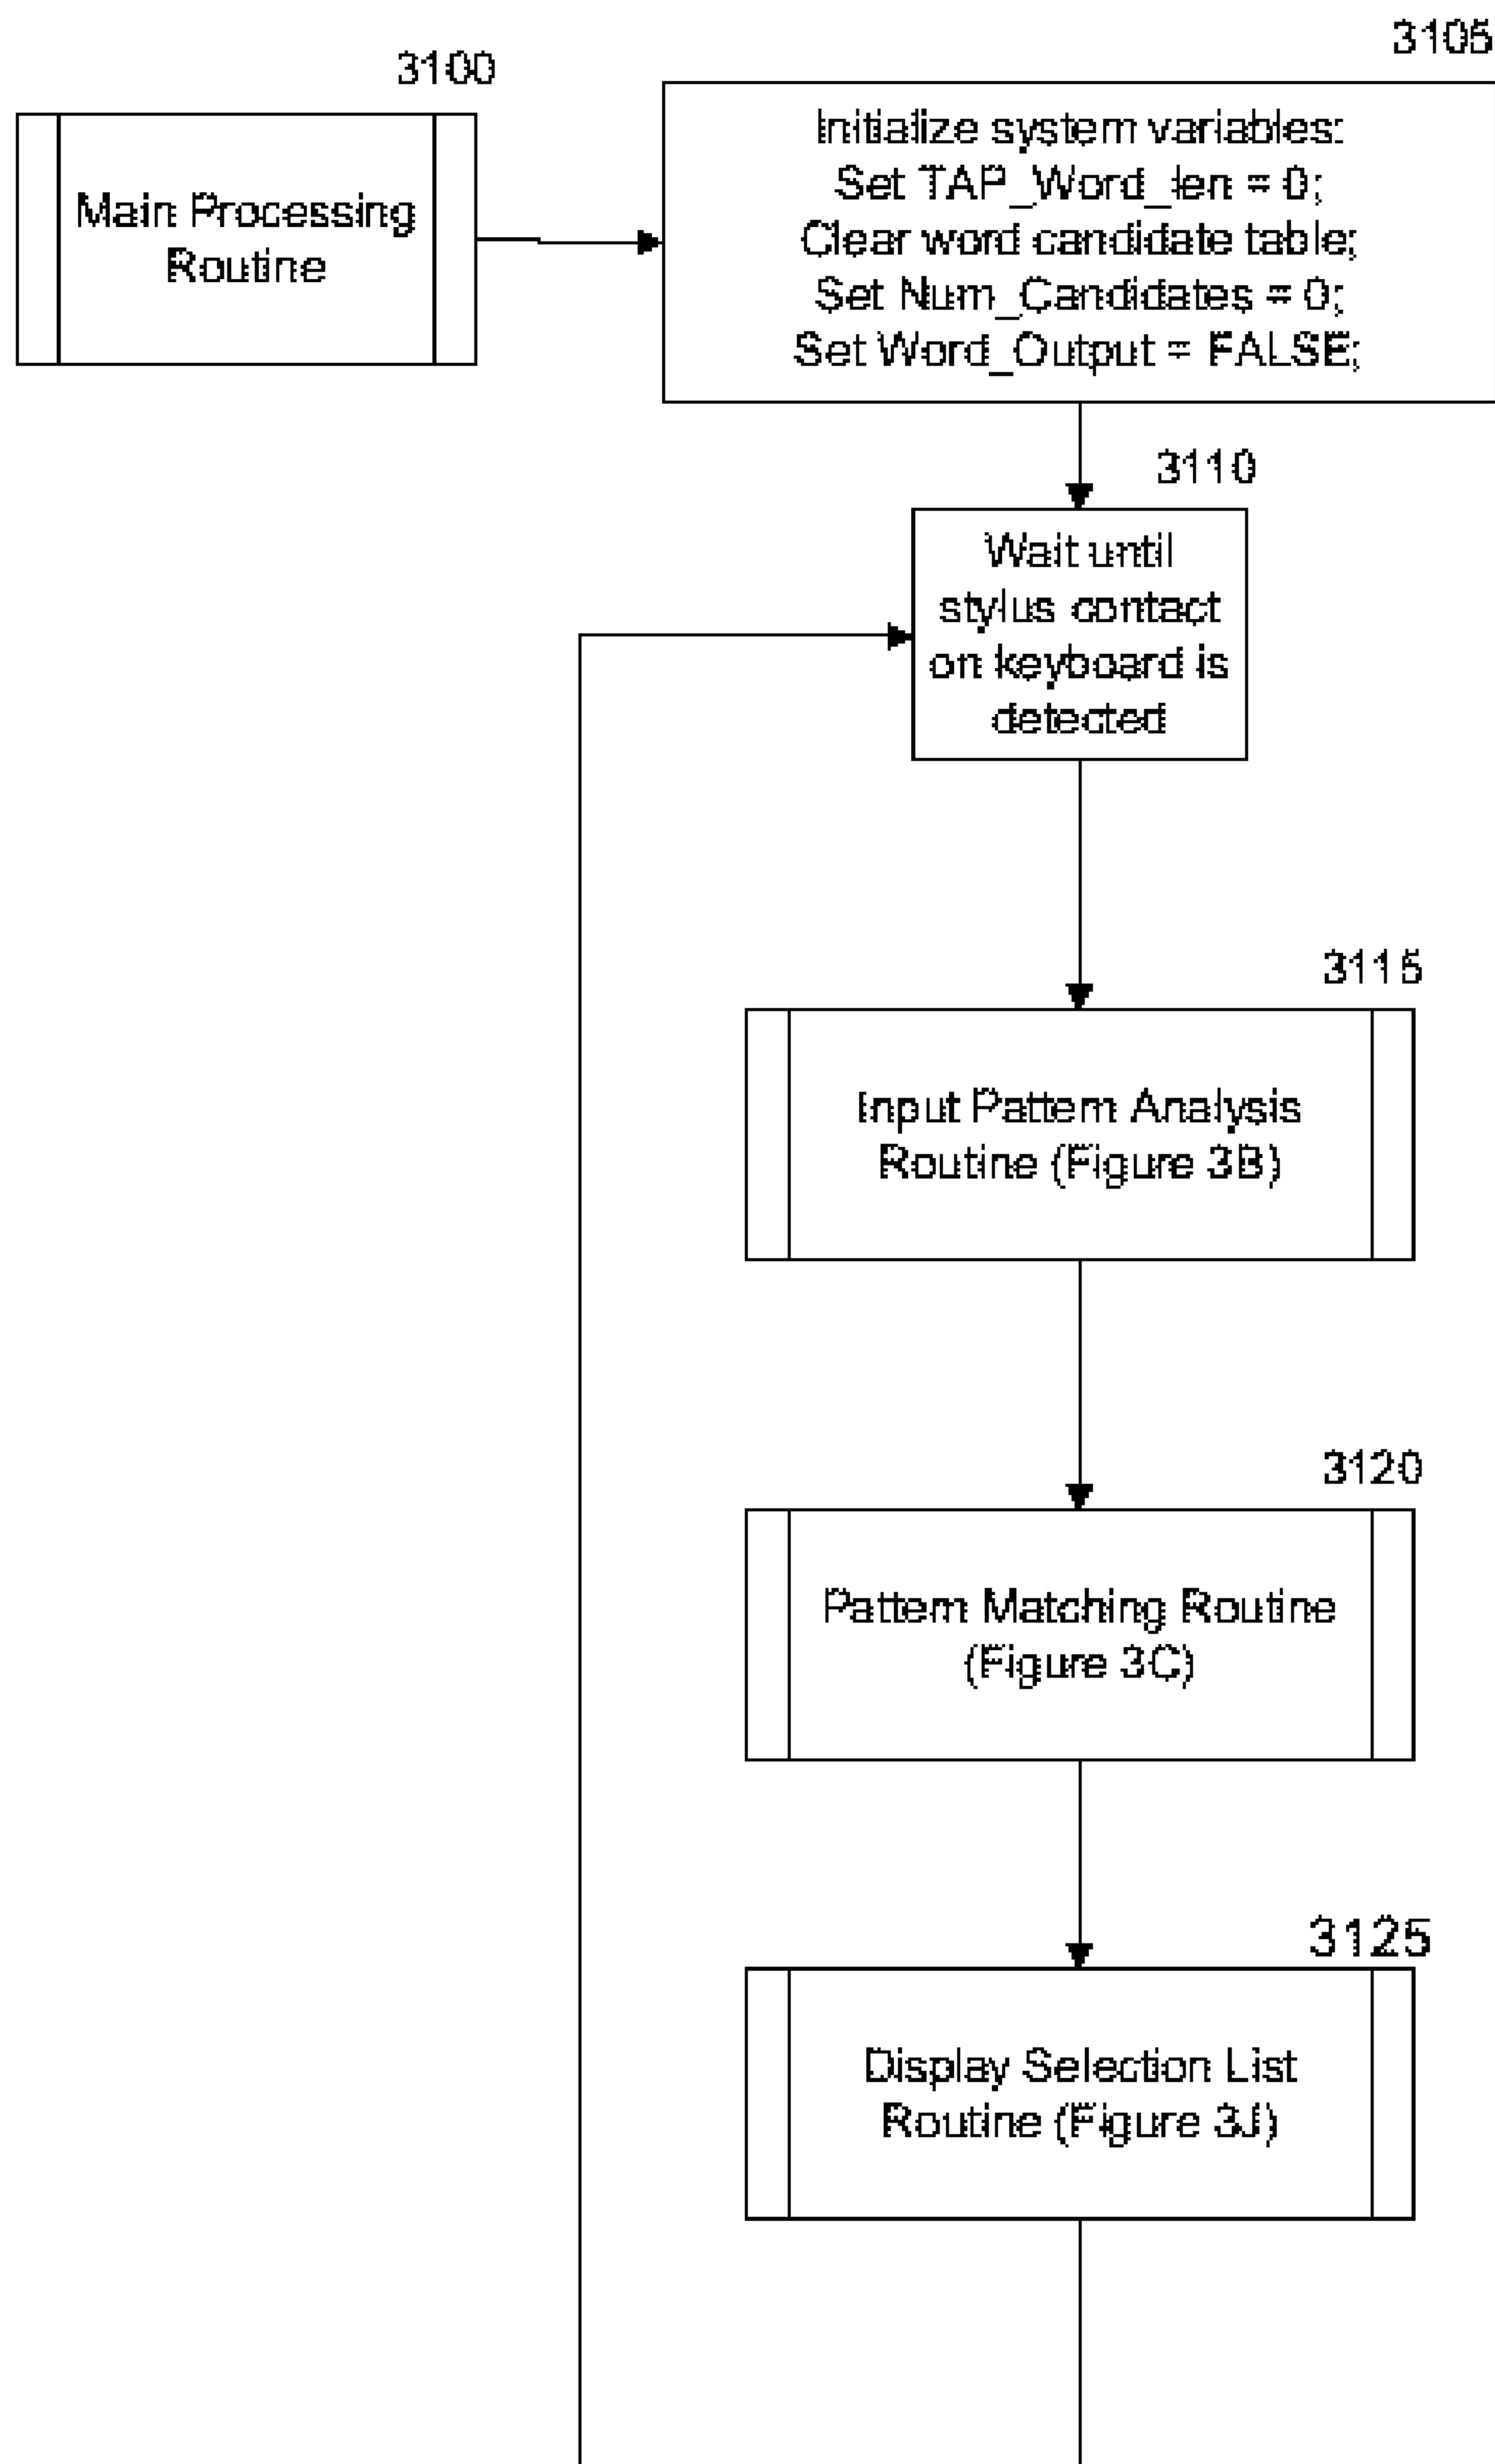 3100
Main Processing
Routine
3105
Initialize system variables:
Set TAP_Word_len = 0;
Clear word candidate table;
Set Num_Candidates = 0;
Set Word_Output = FALSE;
3110
Wait until
stylus contact
on keyboard is
detected
3115
Input Pattern Analysis
Routine (Figure 3B)
3120
Pattern Matching Routine
(Figure 3C)
3125
Display Selection List
Routine (Figure 3J)